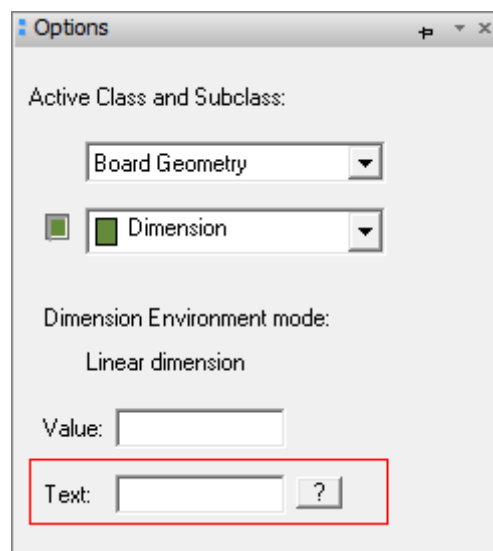 Options
Active Class and Subclass:
Board Geometry
Dimension
Dimension Environment mode:
Linear dimension
Value:
Text: ?